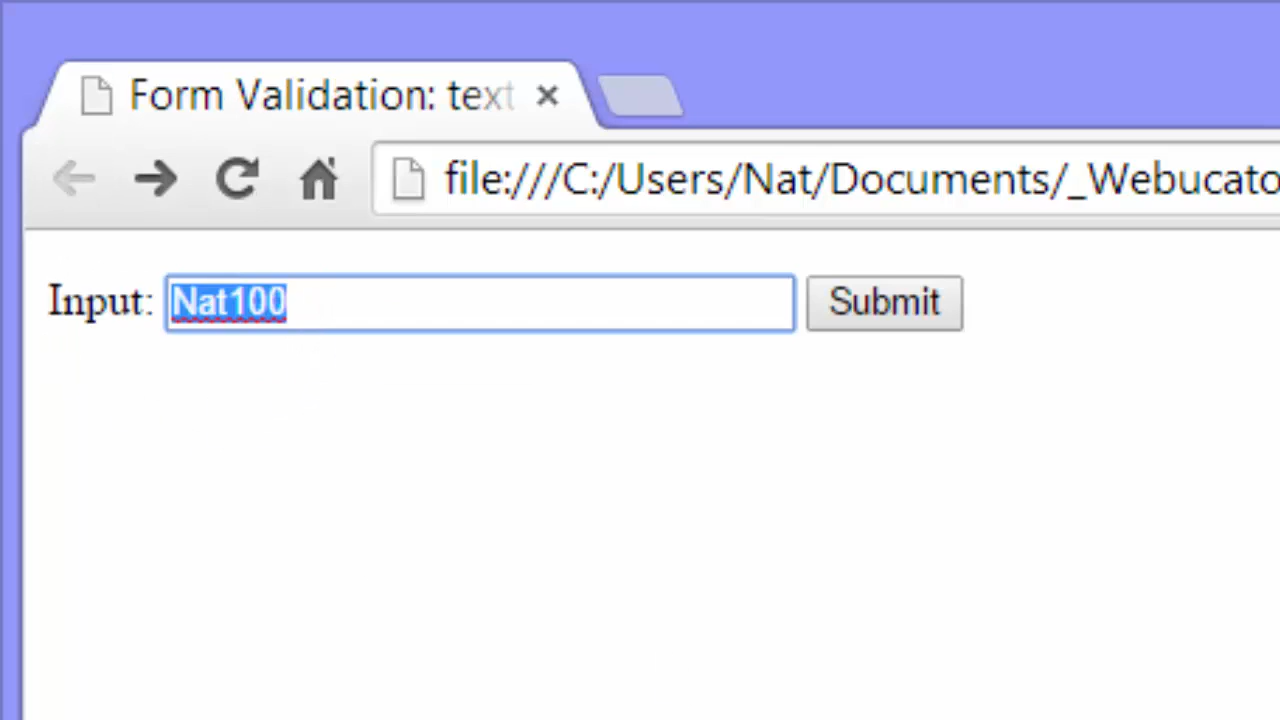 Form Validation: text
file:///C:/Users/Nat/Documents/_Webucato
Input: Nat100 Submit